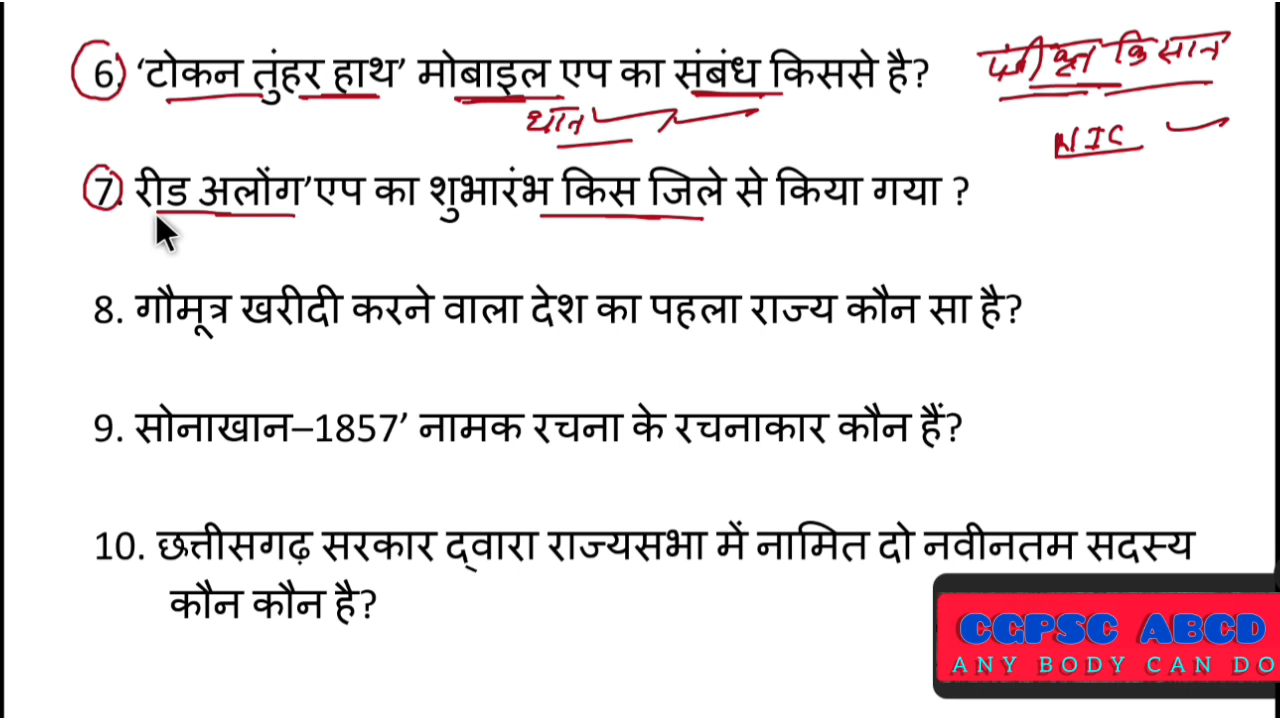 6. ‘टोकन तुंहर हाथ’ मोबाइल एप का संबंध किससे है?
पंजीकृत किसान
धान
NIC
7. रीड अलोंग’एप का शुभारंभ किस जिले से किया गया ?
8. गौमूत्र खरीदी करने वाला देश का पहला राज्य कौन सा है?
9. सोनाखान–1857’ नामक रचना के रचनाकार कौन हैं?
10. छत्तीसगढ़ सरकार द्वारा राज्यसभा में नामित दो नवीनतम सदस्य
कौन कौन है?
CGPSC ABCD
ANY BODY CAN DO